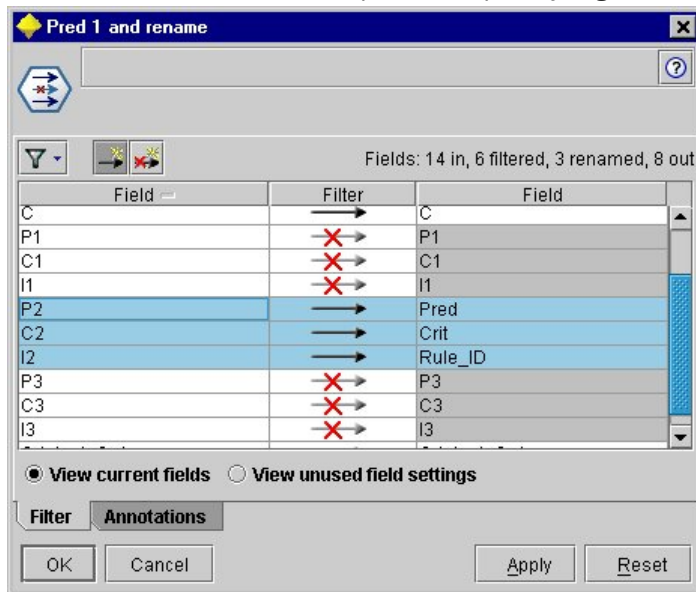 Pred 1 and rename
Fields: 14 in, 6 filtered, 3 renamed, 8 out
Field Filter Field
C C
P1 P1
C1 C1
I1 I1
P2 Pred
C2 Crit
I2 Rule_ID
P3 P3
C3 C3
I3 I3
View current fields View unused field settings
Filter Annotations
OK Cancel Apply Reset